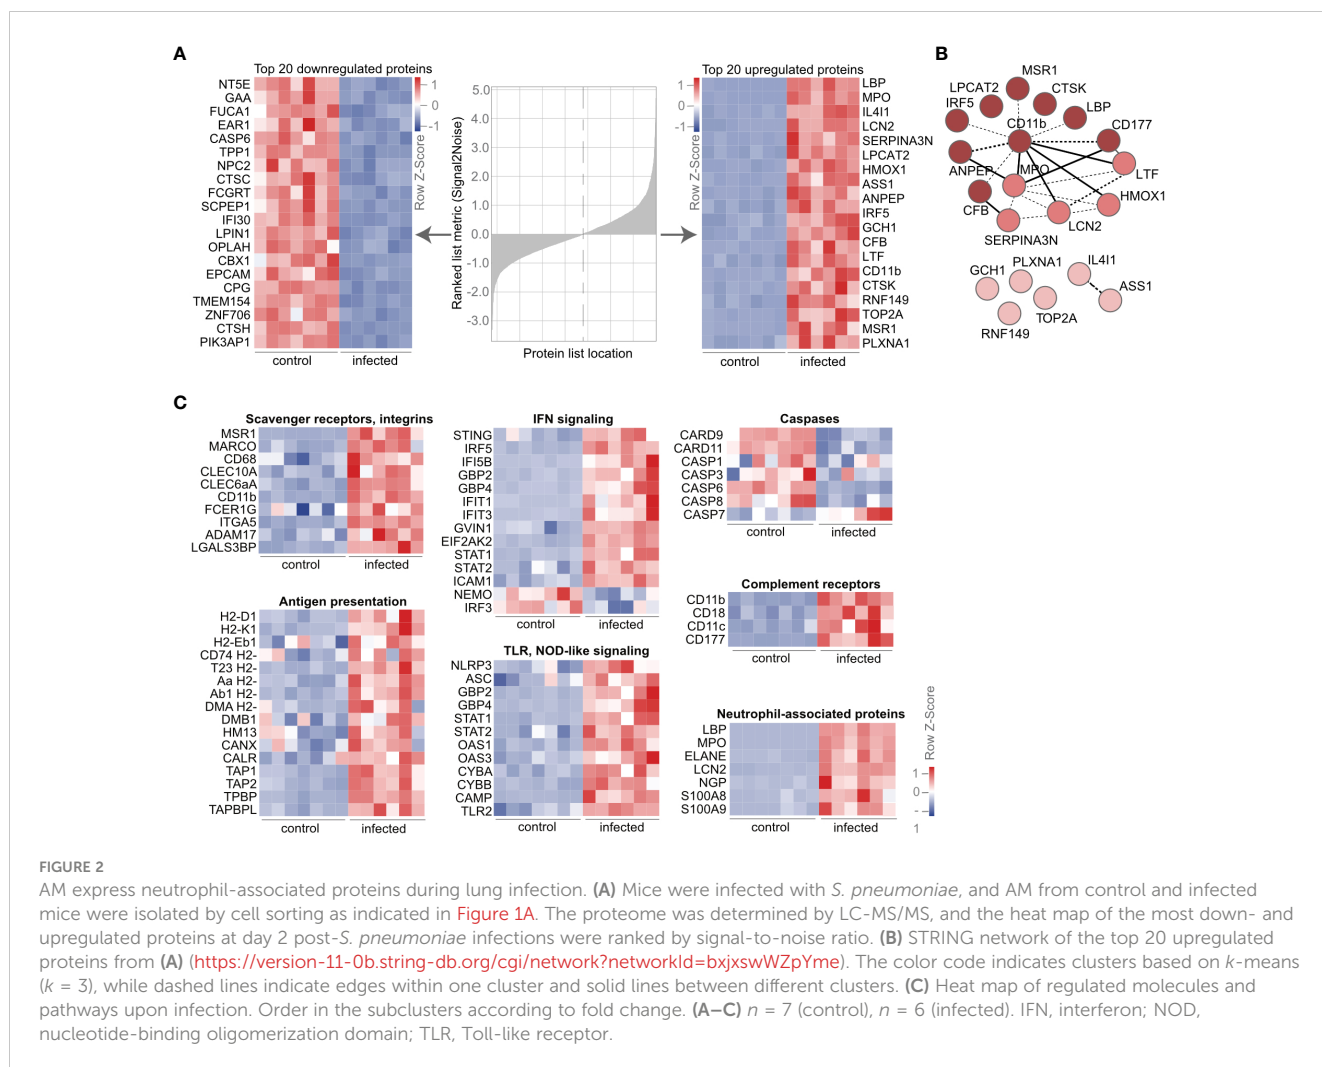 A
Top 20 downregulated proteins
NT5E
GAA
FUCA1
EAR1
CASP6
TPP1
NPC2
CTSC
FCGRT
SCPEP1
IFI30
LPIN1
OPLAH
CBX1
EPCAM
CPG
TMEM154
ZNF706
CTSH
PIK3AP1
control
infected
1
0
-1
Row Z-Score
Ranked list metric (Signal2Noise)
5.0
4.0
3.0
2.0
1.0
0.0
-1.0
-2.0
-3.0
Protein list location
Top 20 upregulated proteins
1
0
-1
Row Z-Score
LBP
MPO
IL4I1
LCN2
SERPINA3N
LPCAT2
HMOX1
ASS1
ANPEP
IRF5
GCH1
CFB
LTF
CD11b
CTSK
RNF149
TOP2A
MSR1
PLXNA1
control
infected
B
MSR1
LPCAT2
CTSK
IRF5
LBP
CD11b
CD177
ANPEP
MPO
LTF
CFB
HMOX1
LCN2
SERPINA3N
PLXNA1
IL4I1
GCH1
ASS1
TOP2A
RNF149
C
Scavenger receptors, integrins
MSR1
MARCO
CD68
CLEC10A
CLEC6aA
CD11b
FCER1G
ITGA5
ADAM17
LGALS3BP
control
infected
Antigen presentation
H2-D1
H2-K1
H2-Eb1
CD74 H2-
T23 H2-
Aa H2-
Ab1 H2-
DMA H2-
DMB1
HM13
CANX
CALR
TAP1
TAP2
TPBP
TAPBPL
control
infected
IFN signaling
STING
IRF5
IFI5B
GBP2
GBP4
IFIT1
IFIT3
GVIN1
EIF2AK2
STAT1
STAT2
ICAM1
NEMO
IRF3
control
infected
TLR, NOD-like signaling
NLRP3
ASC
GBP2
GBP4
STAT1
STAT2
OAS1
OAS3
CYBA
CYBB
CAMP
TLR2
control
infected
Caspases
CARD9
CARD11
CASP1
CASP3
CASP6
CASP8
CASP7
control
infected
Complement receptors
CD11b
CD18
CD11c
CD177
control
infected
Neutrophil-associated proteins
LBP
MPO
ELANE
LCN2
NGP
S100A8
S100A9
control
infected
Row Z-Score
1
0
1
FIGURE 2
AM express neutrophil-associated proteins during lung infection. (A) Mice were infected with S. pneumoniae, and AM from control and infected
mice were isolated by cell sorting as indicated in Figure 1A. The proteome was determined by LC-MS/MS, and the heat map of the most down- and
upregulated proteins at day 2 post-S. pneumoniae infections were ranked by signal-to-noise ratio. (B) STRING network of the top 20 upregulated
proteins from (A) (https://version-11-0b.string-db.org/cgi/network?networkId=bxjxswWZpYme). The color code indicates clusters based on k-means
(k = 3), while dashed lines indicate edges within one cluster and solid lines between different clusters. (C) Heat map of regulated molecules and
pathways upon infection. Order in the subclusters according to fold change. (A–C) n = 7 (control), n = 6 (infected). IFN, interferon; NOD,
nucleotide-binding oligomerization domain; TLR, Toll-like receptor.